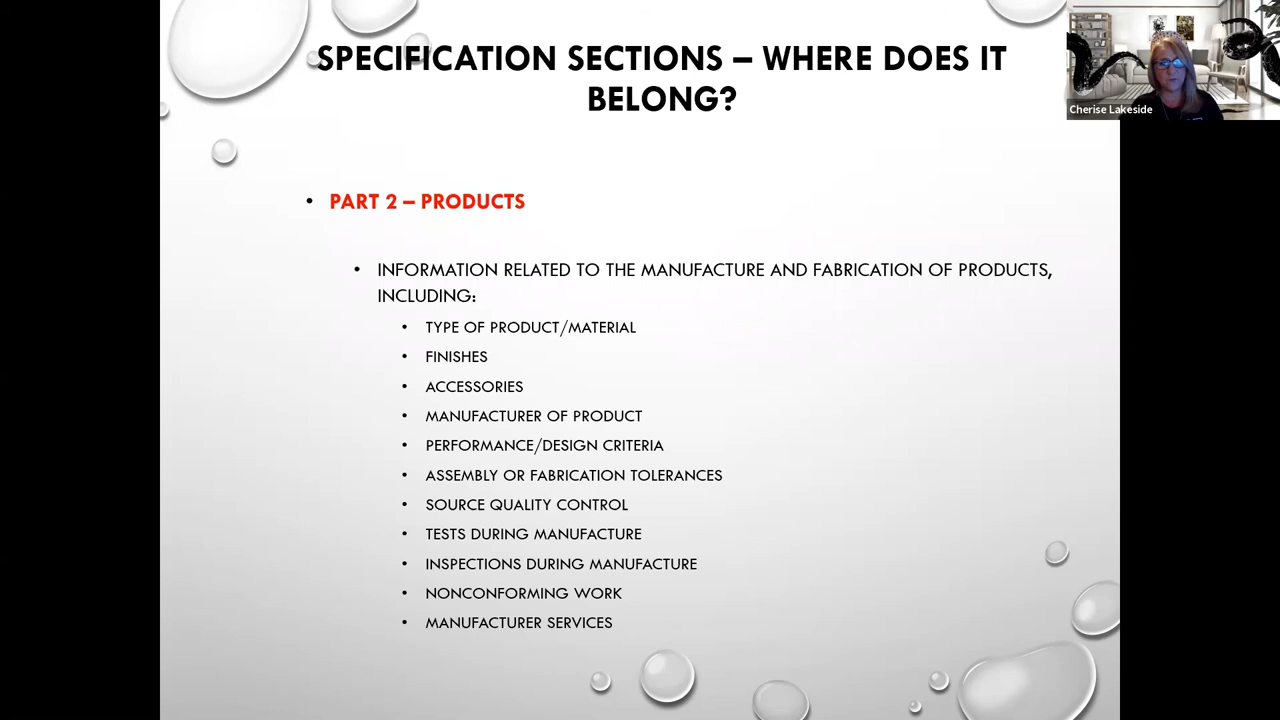 SPECIFICATION SECTIONS – WHERE DOES IT
BELONG?
Cherise Lakeside
• PART 2 – PRODUCTS
• INFORMATION RELATED TO THE MANUFACTURE AND FABRICATION OF PRODUCTS,
INCLUDING:
• TYPE OF PRODUCT/MATERIAL
• FINISHES
• ACCESSORIES
• MANUFACTURER OF PRODUCT
• PERFORMANCE/DESIGN CRITERIA
• ASSEMBLY OR FABRICATION TOLERANCES
• SOURCE QUALITY CONTROL
• TESTS DURING MANUFACTURE
• INSPECTIONS DURING MANUFACTURE
• NONCONFORMING WORK
• MANUFACTURER SERVICES